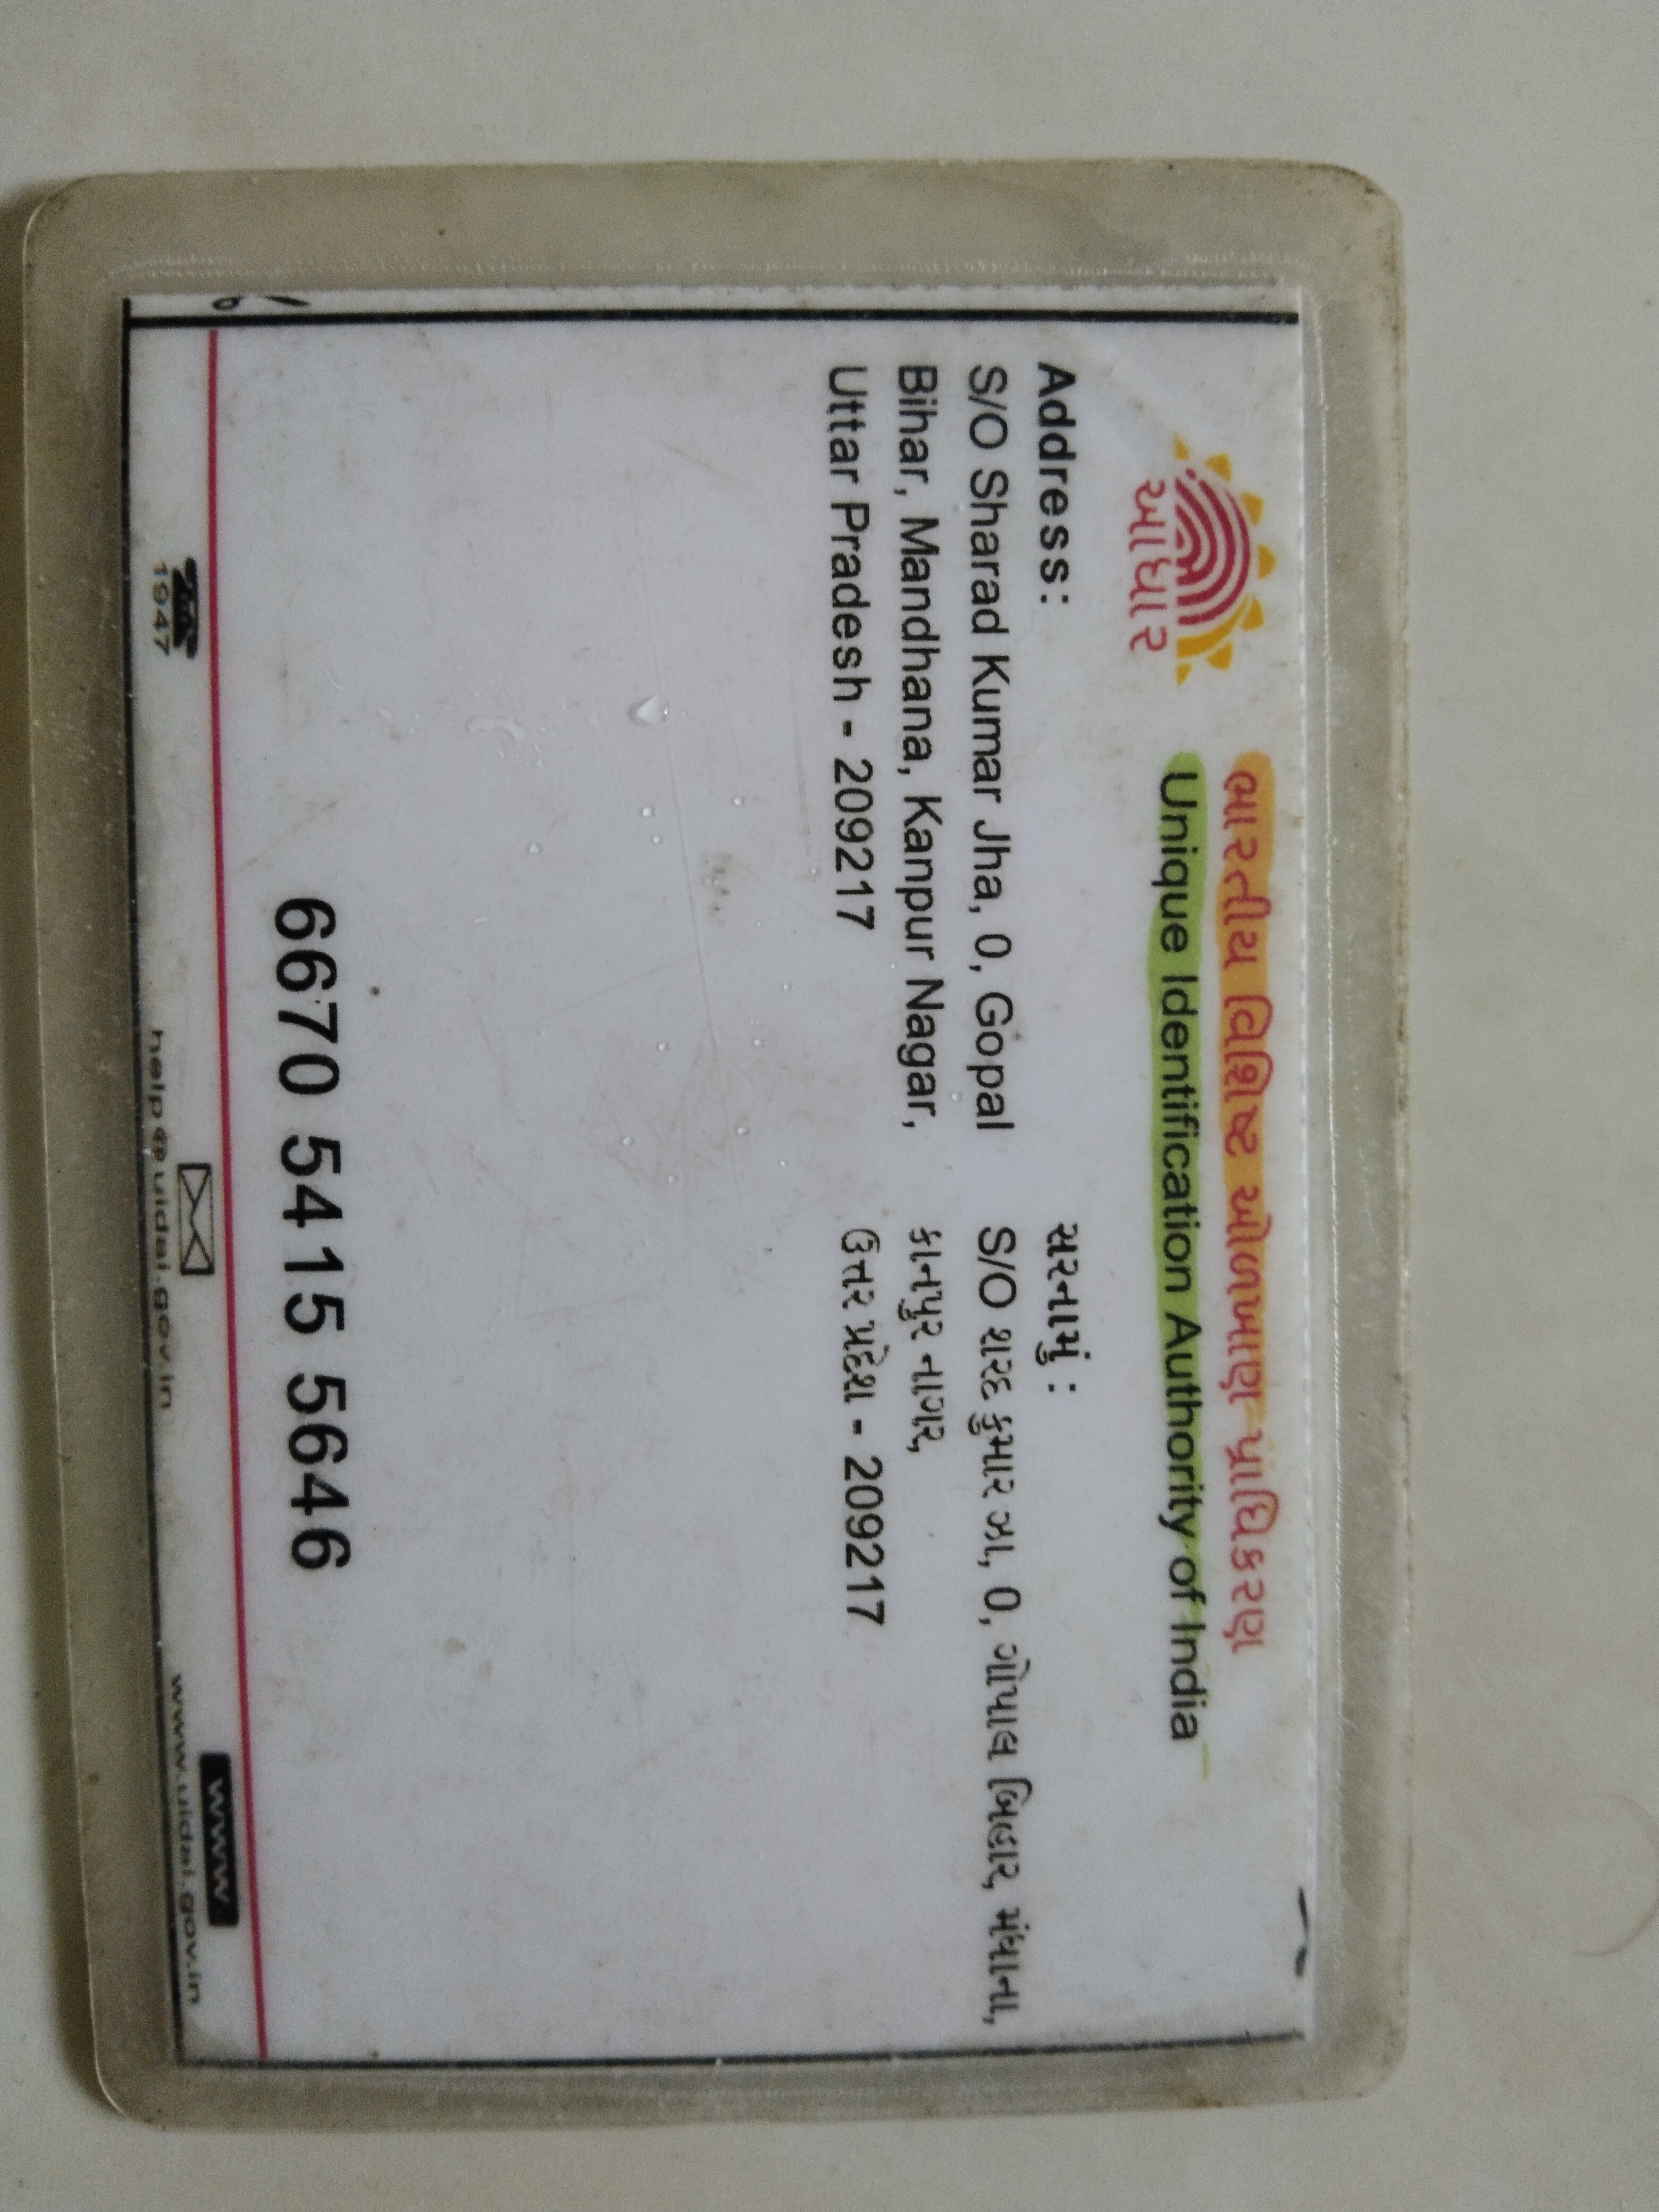 ભારતીય વિશિષ્ટ ઓળખાણ પ્રાધિકરણ
Unique Identification Authority of India
આધાર
Address:
S/O Sharad Kumar Jha, 0, Gopal
Bihar, Mandhana, Kanpur Nagar,
Uttar Pradesh - 209217
સરનામું :
S/O શરદ કુમાર ઝા, 0, ગોપાલ બિહાર, મંધાના,
કાનપુર નાગર,
ઉત્તર પ્રદેશ - 209217
6670 5415 5646
1947
help@uidai.gov.in
www
www.uidai.gov.in